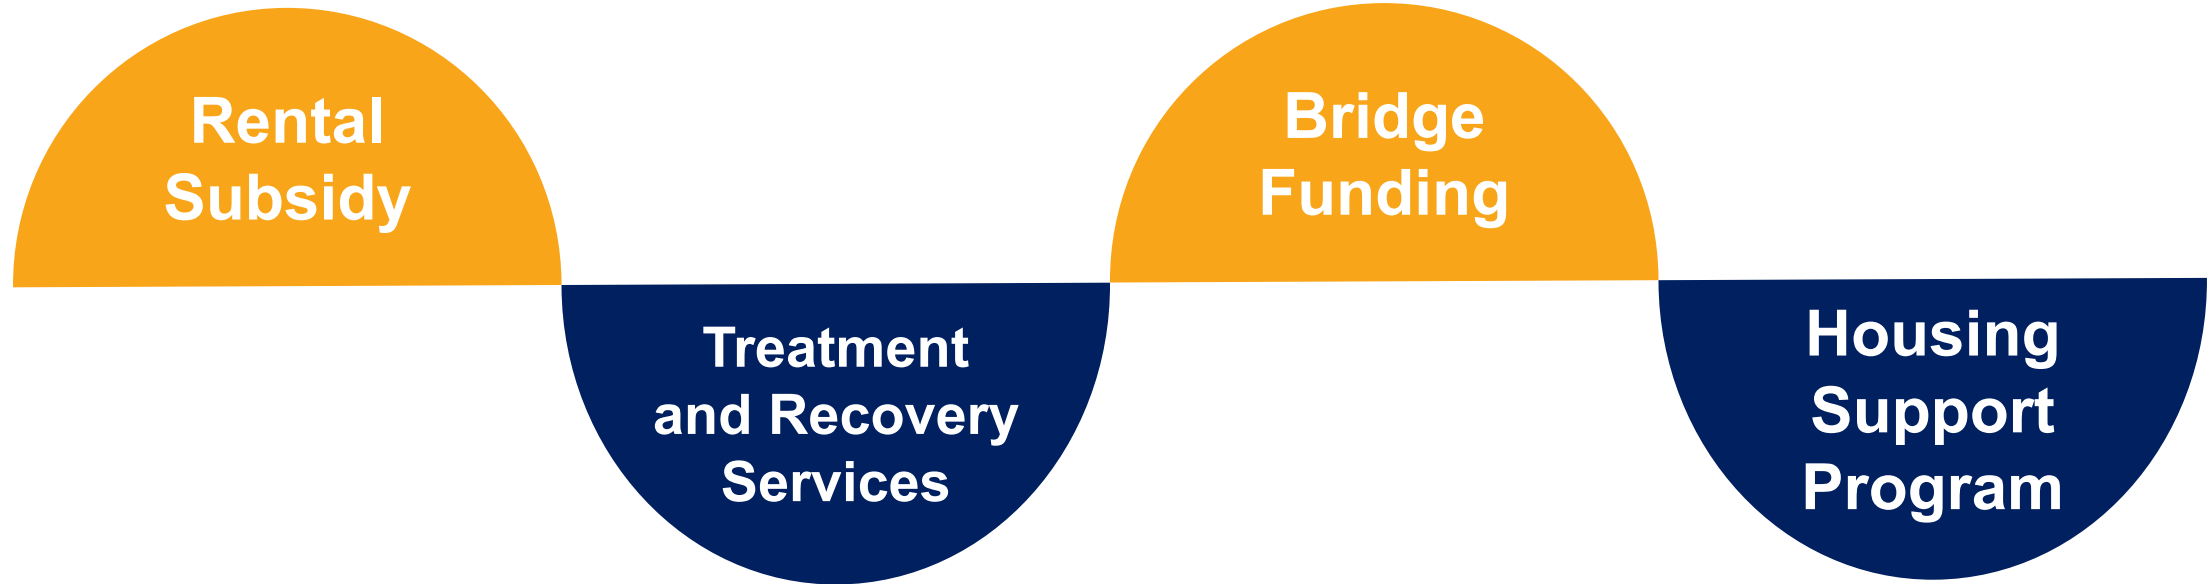 Rental
Subsidy
Treatment
and Recovery
Services
Bridge
Funding
Housing
Support
Program